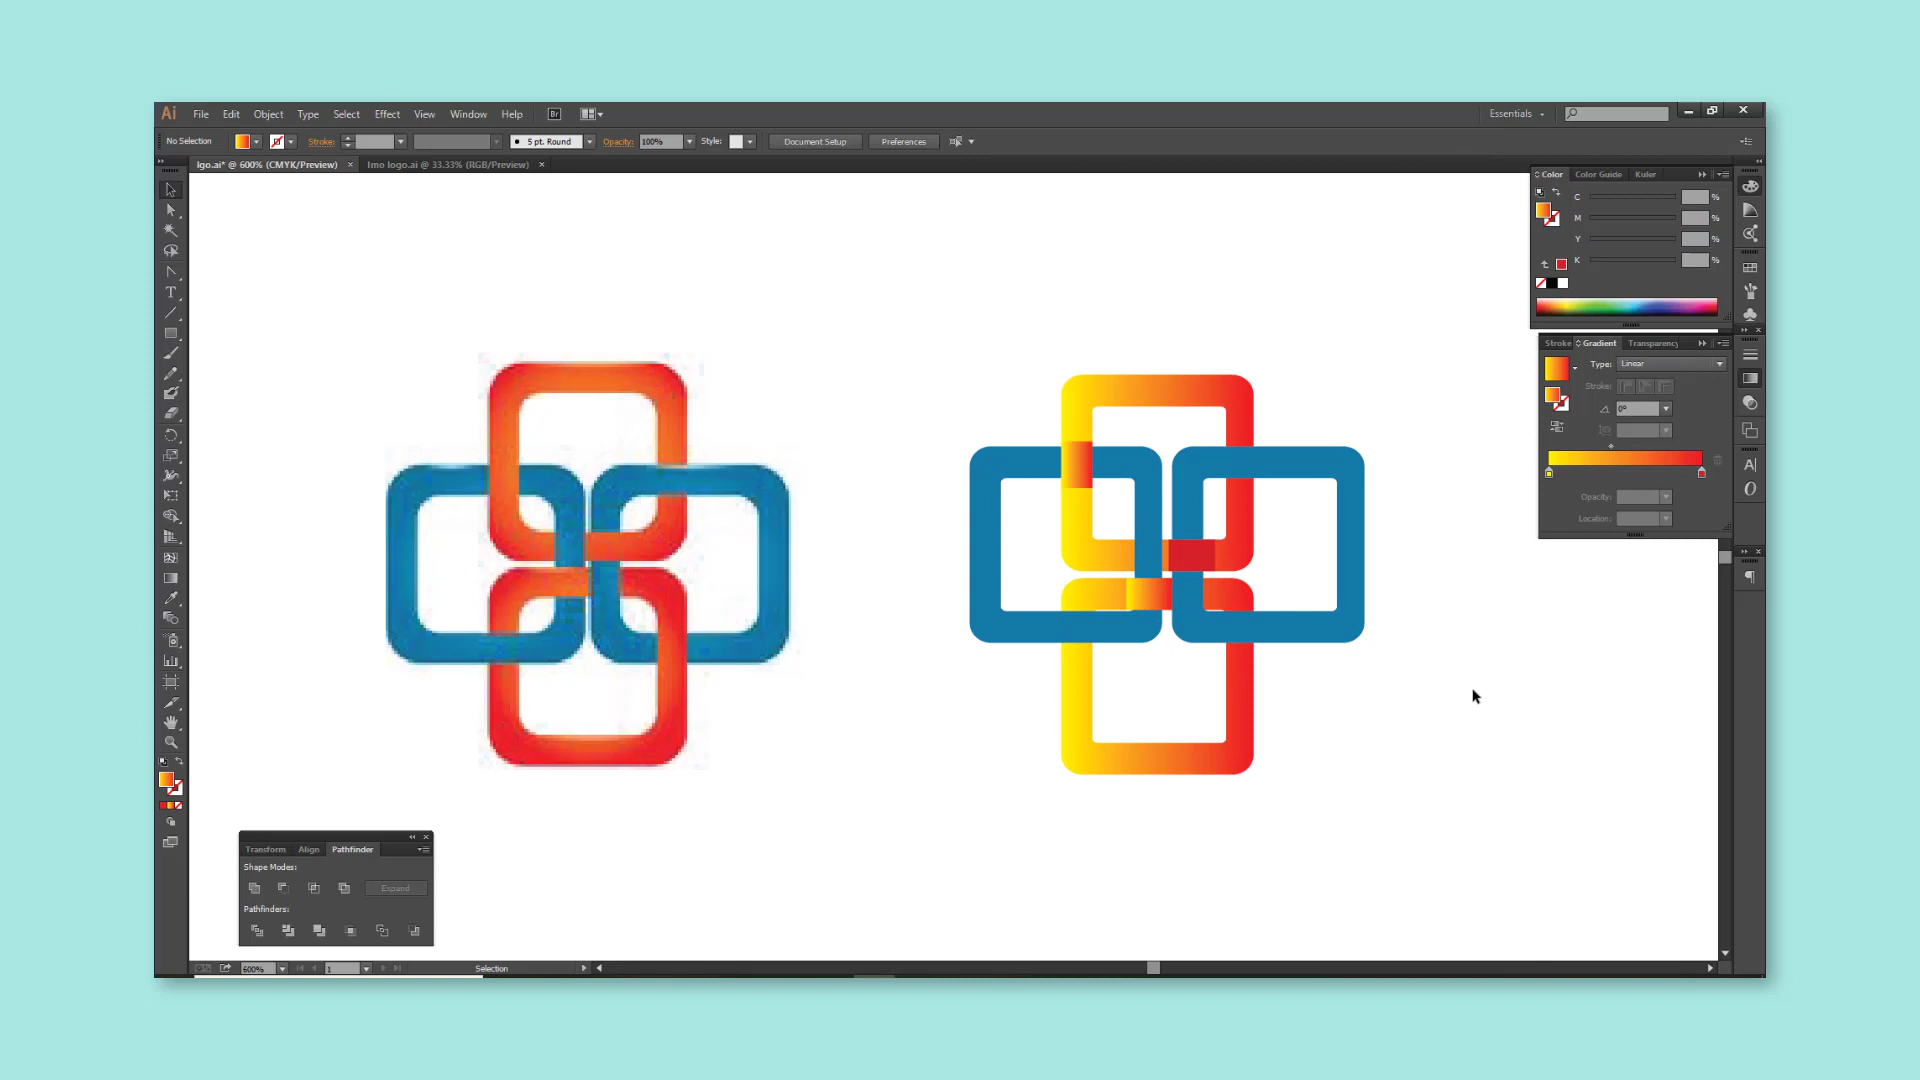 Ai File Edit Object Type Select Effect View Window Help Br Essentials
No Selection Stroke: 5 pt. Round Opacity: 100% Style: Document Setup Preferences
lgo.ai* @ 600% (CMYK/Preview) × Imo logo.ai @ 33.33% (RGB/Preview) ×
Color Color Guide Kuler
C %
M %
Y %
K %
Stroke Gradient Transparency
Type: Linear
Stroke:
0°
Opacity:
Location:
T
A
O
Transform Align Pathfinder
Shape Modes:
Expand
Pathfinders:
600% 1 Selection